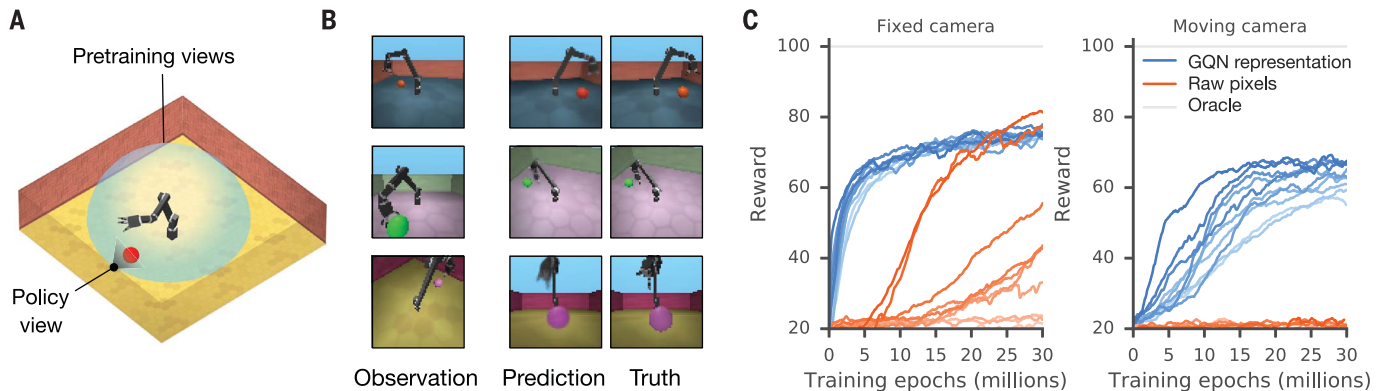 A
Pretraining views
Policy
view
B
Observation
Prediction
Truth
C
Fixed camera
100
80
60
40
20
Reward
0
5
10
15
20
25
30
Training epochs (millions)
Moving camera
100
80
60
40
20
Reward
GQN representation
Raw pixels
Oracle
0
5
10
15
20
25
30
Training epochs (millions)